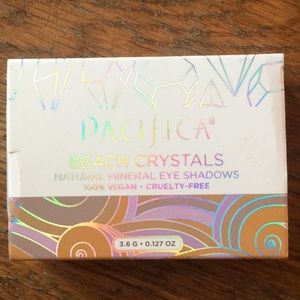 PACIFICA®
BEACH CRYSTALS
NATURAL MINERAL EYE SHADOWS
100% VEGAN • CRUELTY-FREE
3.6 G • 0.127 OZ